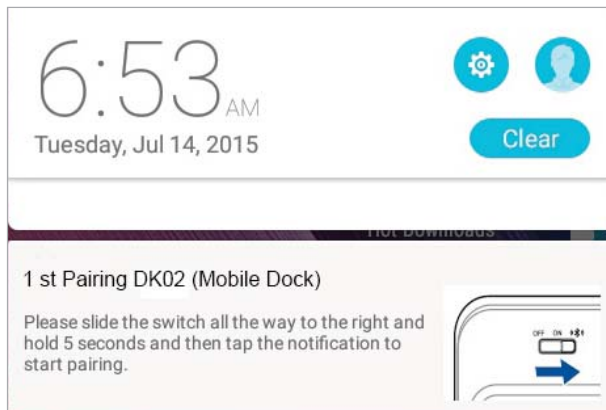 6:53 AM
Tuesday, Jul 14, 2015
Clear
Hot Downloads
1 st Pairing DK02 (Mobile Dock)
Please slide the switch all the way to the right and
hold 5 seconds and then tap the notification to
start pairing.
OFF ON